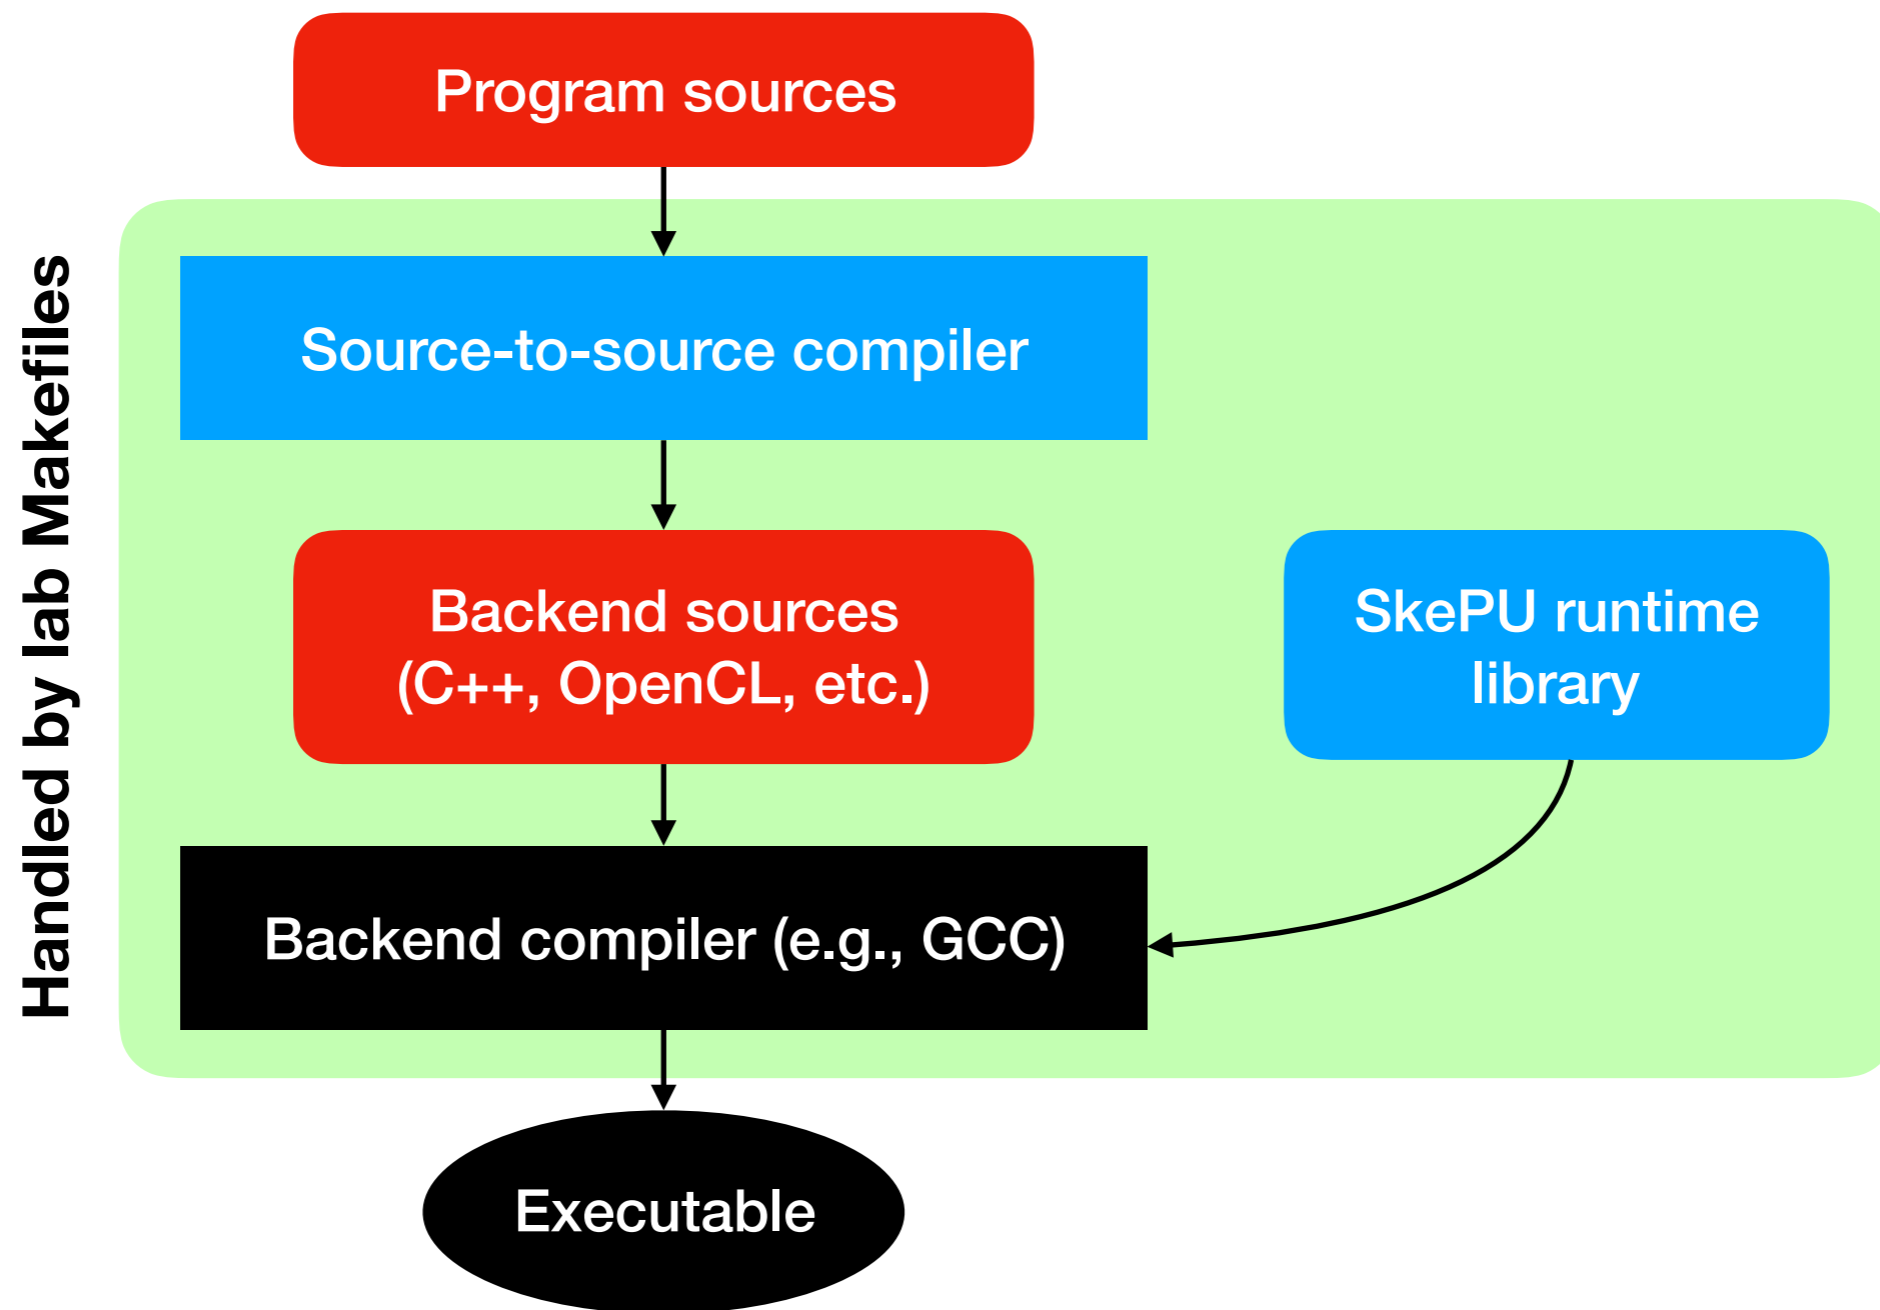 Program sources
Handled by lab Makefiles
Source-to-source compiler
Backend sources
(C++, OpenCL, etc.)
SkePU runtime
library
Backend compiler (e.g., GCC)
Executable